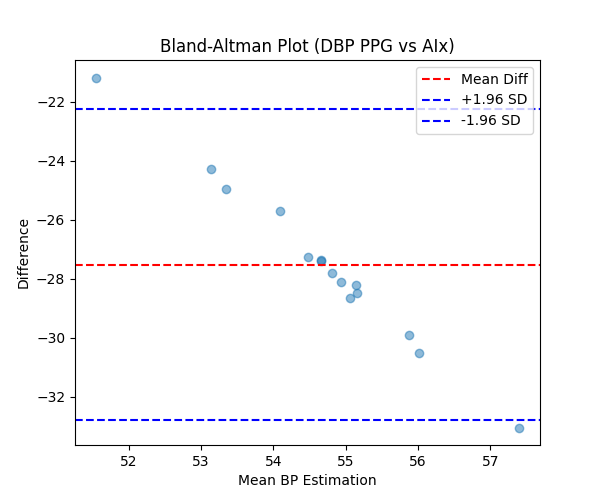 Bland-Altman Plot (DBP PPG vs AIx)
Mean Diff
+1.96 SD
-1.96 SD
−22
−24
−26
−28
−30
−32
Difference
52
53
54
55
56
57
Mean BP Estimation